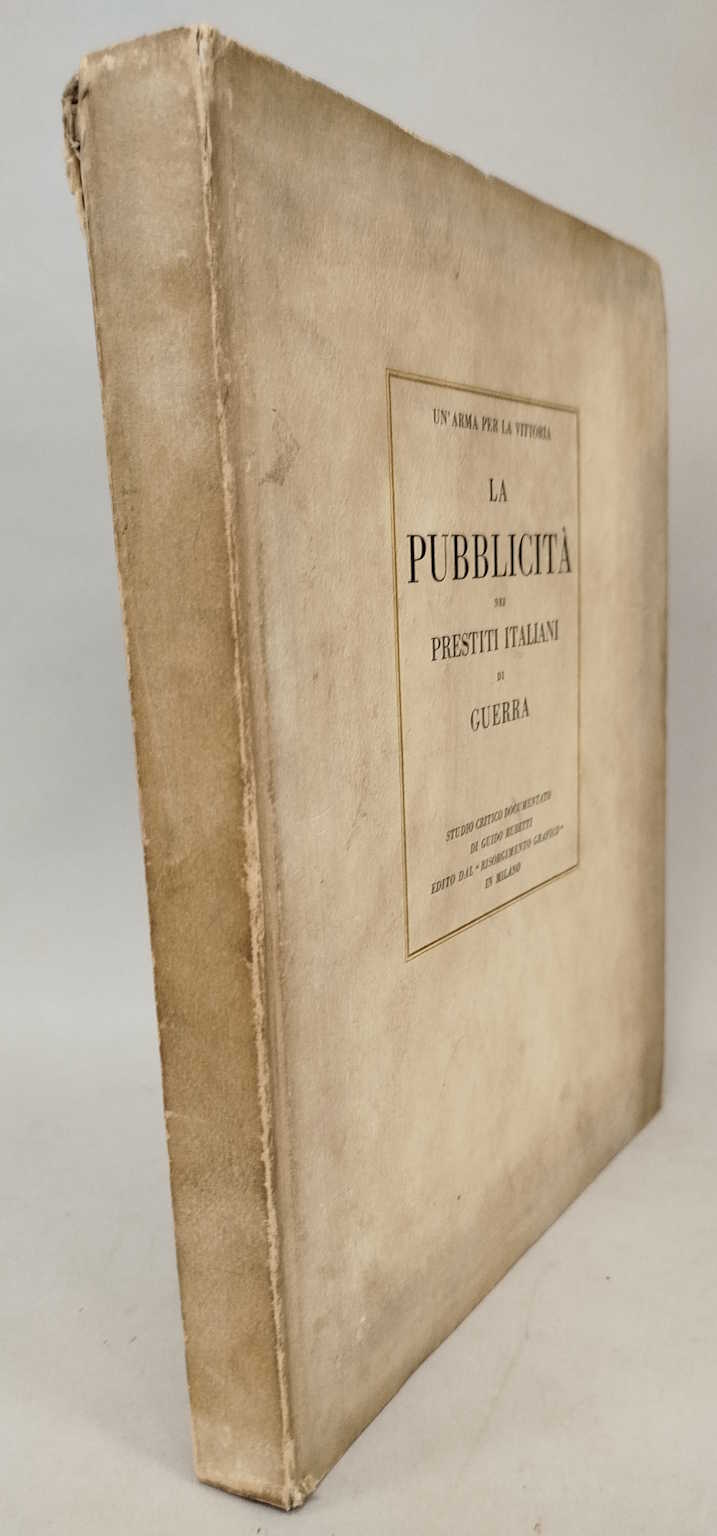 UN'ARMA PER LA VITTORIA
LA
PUBBLICITÀ
NEI
PRESTITI ITALIANI
DI
GUERRA
STUDIO CRITICO DOCUMENTATO
DI GUIDO RUBETTI
EDITO DAL "RISORGIMENTO GRAFICO"
IN MILANO